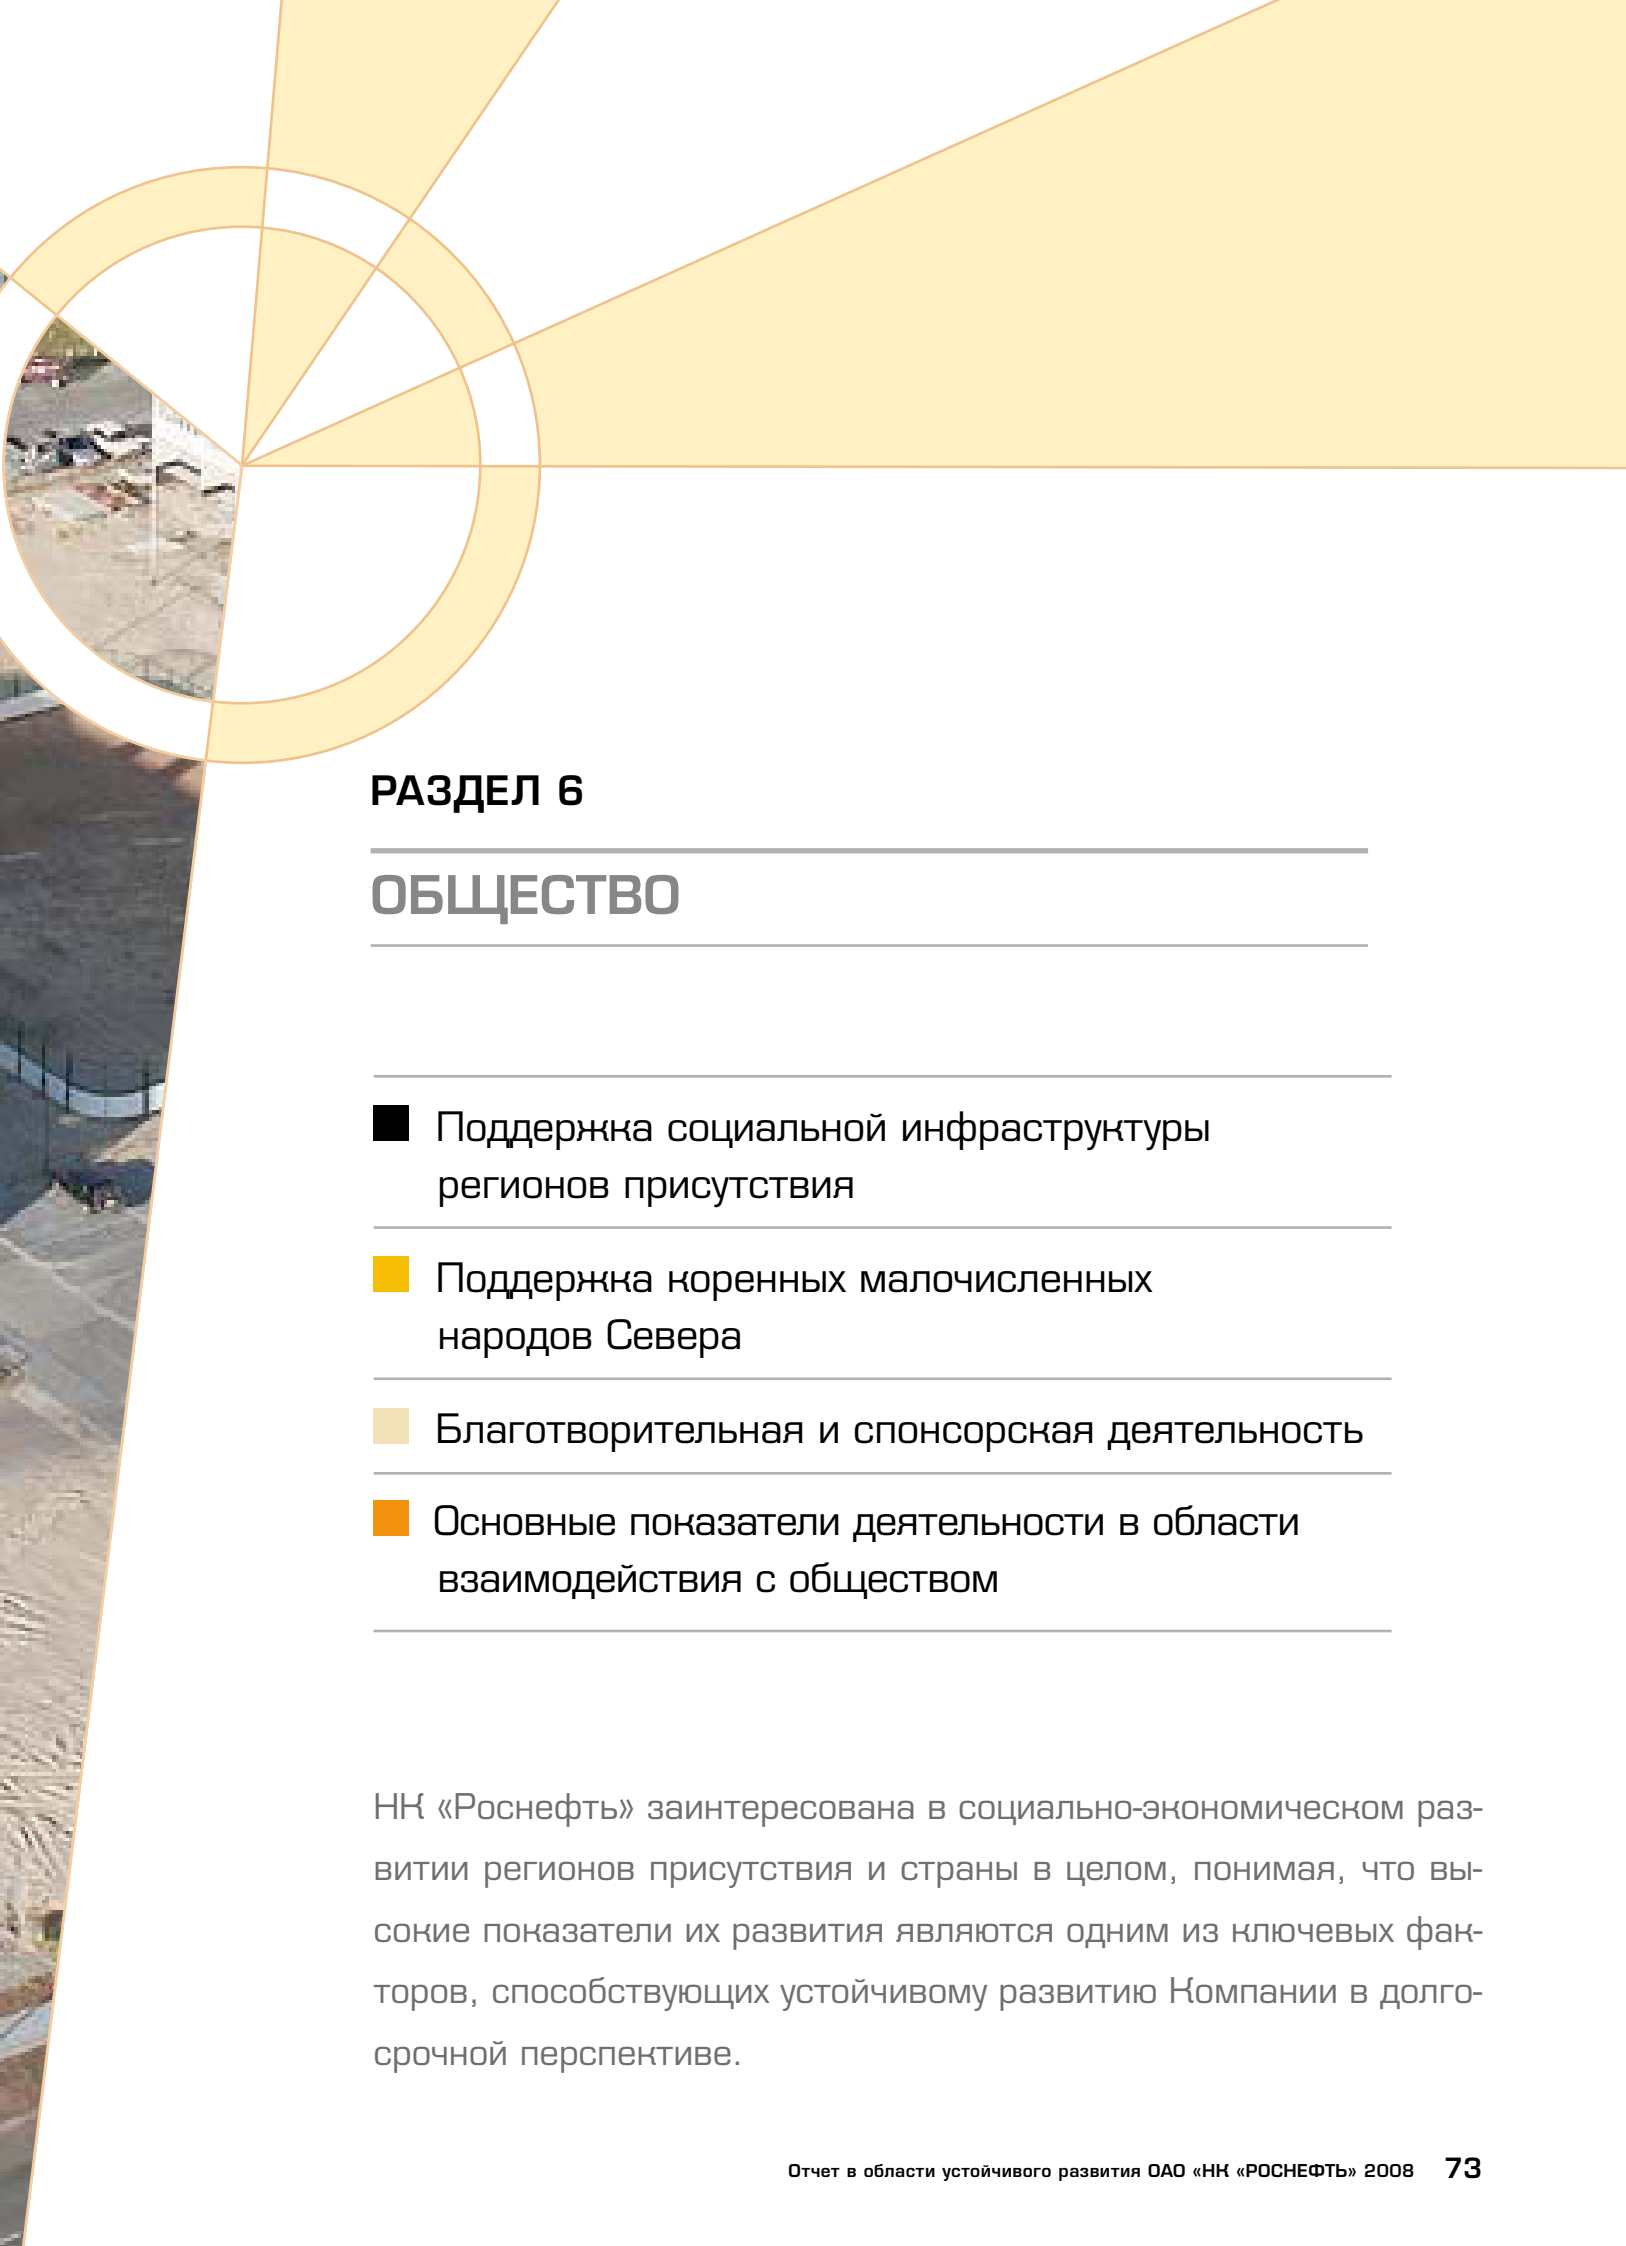 РАЗДЕЛ 6
ОБЩЕСТВО
Поддержка социальной инфраструктуры
регионов присутствия
Поддержка коренных малочисленных
народов Севера
Благотворительная и спонсорская деятельность
Основные показатели деятельности в области
взаимодействия с обществом
НК «Роснефть» заинтересована в социально-экономическом раз-
витии регионов присутствия и страны в целом, понимая, что вы-
сокие показатели их развития являются одним из ключевых фак-
торов, способствующих устойчивому развитию Компании в долго-
срочной перспективе.
Отчет в области устойчивого развития ОАО «НК «РОСНЕФТЬ» 2008 73